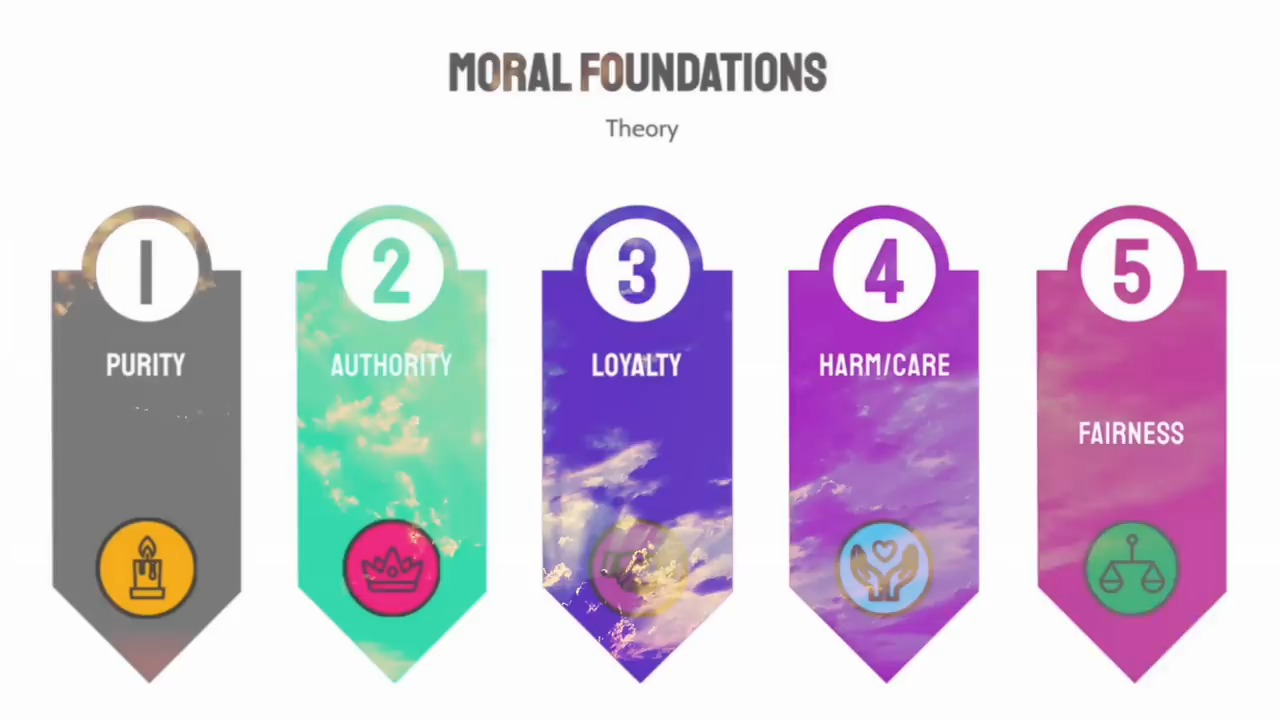 MORAL FOUNDATIONS
Theory
1
2
3
4
5
PURITY
AUTHORITY
LOYALTY
HARM/CARE
FAIRNESS